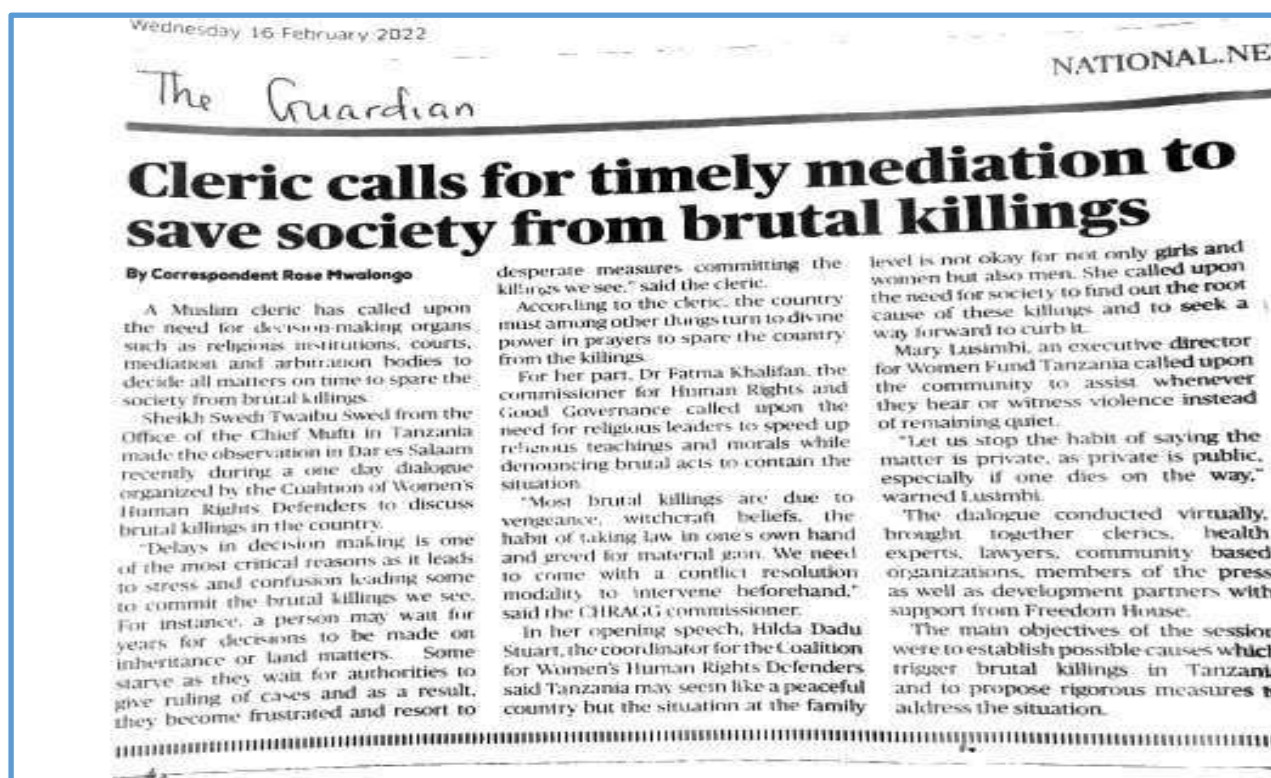 Wednesday 16 February 2022
NATIONAL.NE
The Guardian
Cleric calls for timely mediation to
save society from brutal killings
By Correspondent Rose Mwalongo
A Muslim cleric has called upon
the need for decision-making organs
such as religious institutions, courts,
mediation and arbitration bodies to
decide all matters on time to spare the
society from brutal killings.
Sheikh Swedi Twaibu Swed from the
Office of the Chief Mufti in Tanzania
made the observation in Dar es Salaam
recently during a one day dialogue
organized by the Coalition of Women's
Human Rights Defenders to discuss
brutal killings in the country.
"Delays in decision making is one
of the most critical reasons as it leads
to stress and confusion leading some
to commit the brutal killings we see.
For instance, a person may wait for
years for decisions to be made on
inheritance or land matters. Some
starve as they wait for authorities to
give ruling of cases and as a result,
they become frustrated and resort to
desperate measures committing the
killings we see," said the cleric.
According to the cleric, the country
must among other things turn to divine
power in prayers to spare the country
from the killings.
For her part, Dr Fatma Khalifan, the
commissioner for Human Rights and
Good Governance called upon the
need for religious leaders to speed up
religious teachings and morals while
denouncing brutal acts to contain the
situation.
"Most brutal killings are due to
vengeance, witchcraft beliefs, the
habit of taking law in one's own hand
and greed for material gain. We need
to come with a conflict resolution
modality to intervene beforehand,"
said the CHRAGG commissioner.
In her opening speech, Hilda Dadu
Stuart, the coordinator for the Coalition
for Women's Human Rights Defenders
said Tanzania may seem like a peaceful
country but the situation at the family
level is not okay for not only girls and
women but also men. She called upon
the need for society to find out the root
cause of these killings and to seek a
way forward to curb it.
Mary Lusimbi, an executive director
for Women Fund Tanzania called upon
the community to assist whenever
they hear or witness violence instead
of remaining quiet.
"Let us stop the habit of saying the
matter is private, as private is public,
especially if one dies on the way,"
warned Lusimbi.
The dialogue conducted virtually,
brought together clerics, health
experts, lawyers, community based
organizations, members of the press
as well as development partners with
support from Freedom House.
The main objectives of the session
were to establish possible causes which
trigger brutal killings in Tanzani
and to propose rigorous measures t
address the situation.